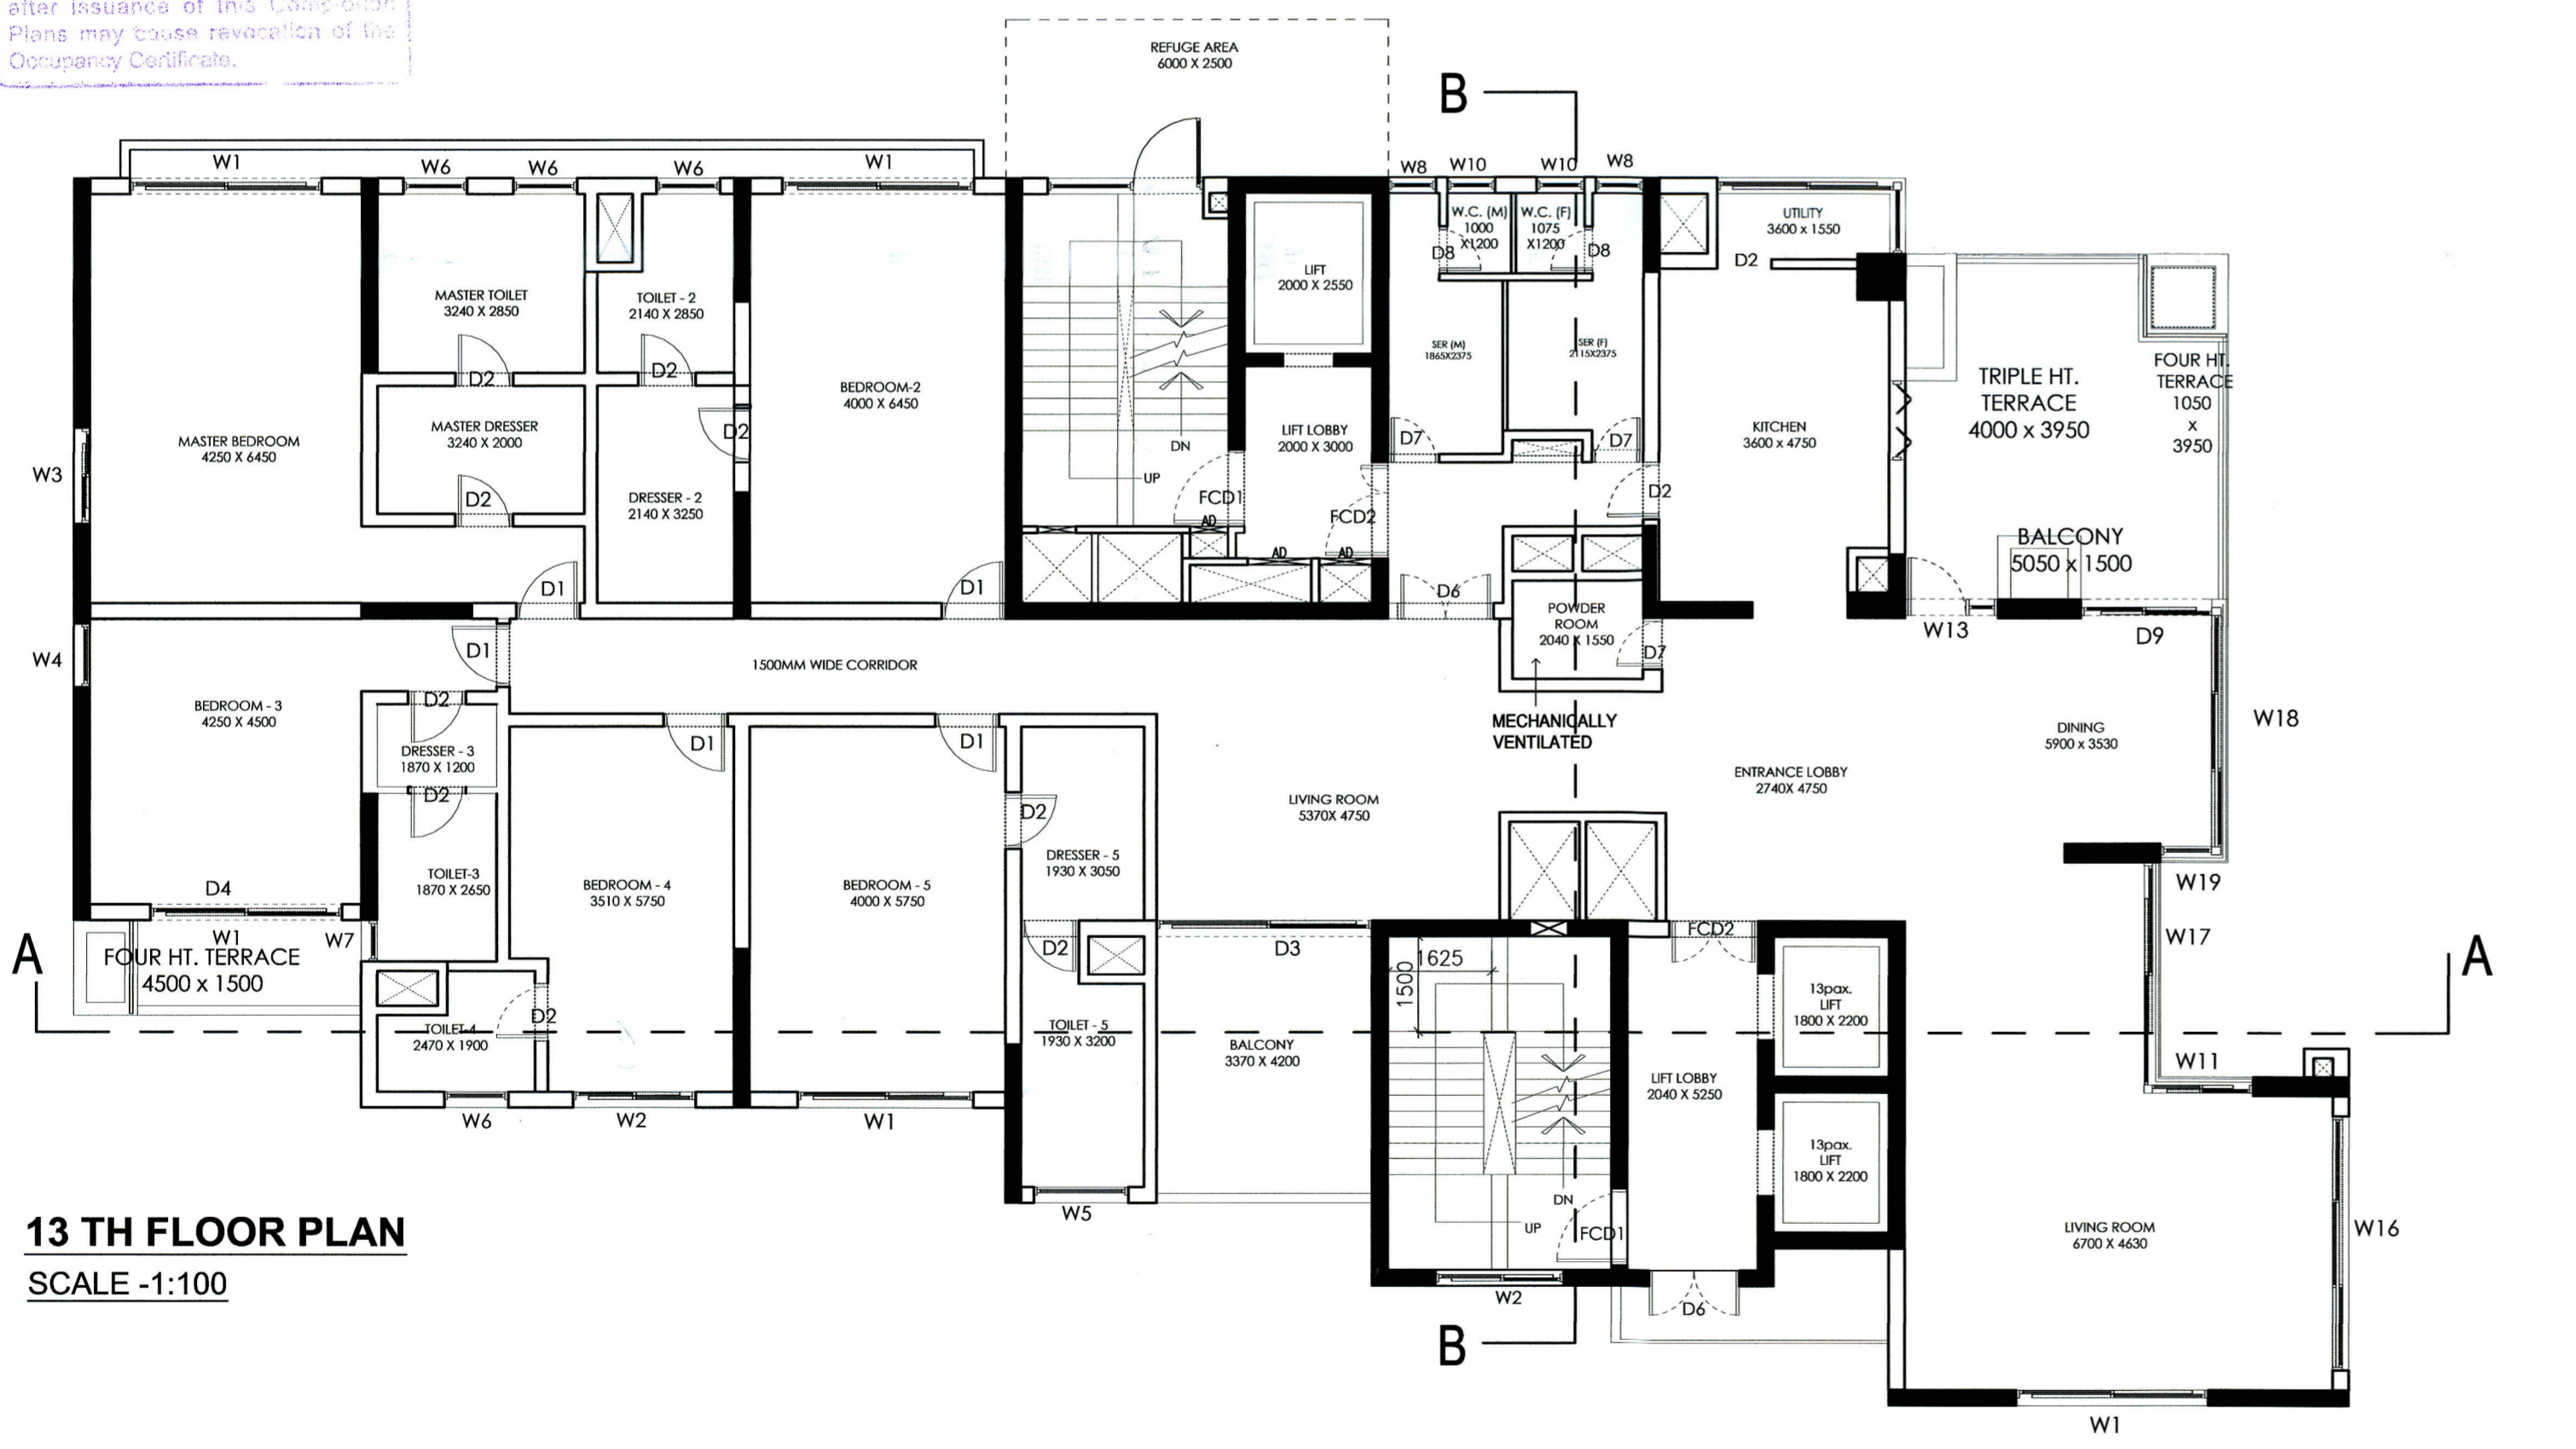 after issuance of this Completion
Plans may cause revocation of the
Occupancy Certificate.
REFUGE AREA
6000 X 2500
B
W1
W6
W6
W6
W1
W8
W10
W10
W8
W.C. (M)
1000
X1200
W.C. (F)
1075
X1200
D8
D8
UTILITY
3600 x 1550
D2
LIFT
2000 X 2550
MASTER TOILET
3240 X 2850
TOILET - 2
2140 X 2850
D2
D2
BEDROOM-2
4000 X 6450
SER (M)
1865X2375
SER (F)
2115X2375
TRIPLE HT.
TERRACE
4000 x 3950
FOUR HT.
TERRACE
1050
x
3950
MASTER BEDROOM
4250 X 6450
MASTER DRESSER
3240 X 2000
D2
LIFT LOBBY
2000 X 3000
KITCHEN
3600 x 4750
DN
UP
D7
D7
W3
D2
DRESSER - 2
2140 X 3250
FCD1
FCD2
D2
AD
AD
AD
BALCONY
5050 x 1500
D1
D1
D6
POWDER
ROOM
2040 X 1550
D7
W13
D9
W4
D1
1500MM WIDE CORRIDOR
BEDROOM - 3
4250 X 4500
D2
DRESSER - 3
1870 X 1200
D2
D1
D1
MECHANICALLY
VENTILATED
W18
DINING
5900 x 3530
ENTRANCE LOBBY
2740X 4750
LIVING ROOM
5370X 4750
D2
DRESSER - 5
1930 X 3050
TOILET-3
1870 X 2650
BEDROOM - 4
3510 X 5750
BEDROOM - 5
4000 X 5750
W19
D4
W1
W7
FOUR HT. TERRACE
4500 x 1500
A
D2
D3
FCD2
W17
A
1625
1500
13pax.
LIFT
1800 X 2200
D2
TOILET-4
2470 X 1900
TOILET - 5
1930 X 3200
BALCONY
3370 X 4200
LIFT LOBBY
2040 X 5250
W11
W6
W2
W1
13pax.
LIFT
1800 X 2200
W5
DN
UP
FCD1
LIVING ROOM
6700 X 4630
W16
13 TH FLOOR PLAN
SCALE -1:100
W2
D6
B
W1